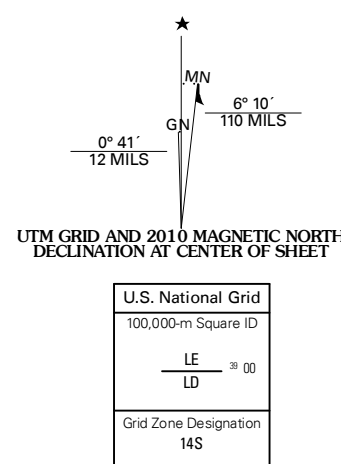 ★
MN
6° 10´
110 MILS
GN
0° 41´
12 MILS
UTM GRID AND 2010 MAGNETIC NORTH
DECLINATION AT CENTER OF SHEET
U.S. National Grid
100,000-m Square ID
LE
39 00
LD
Grid Zone Designation
14S